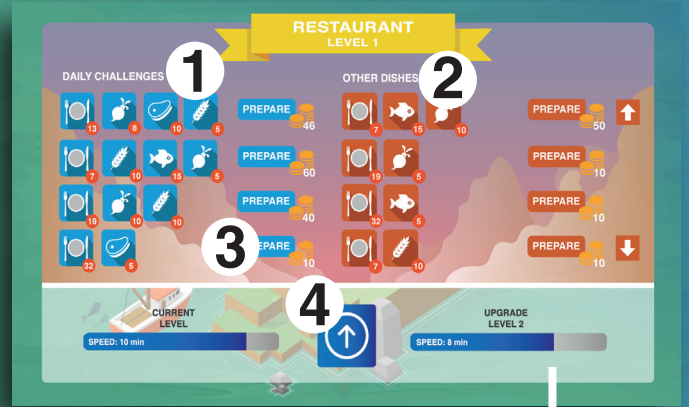 RESTAURANT
LEVEL 1
1
2
DAILY CHALLENGES
OTHER DISHES
13 8 10 5 PREPARE 46
7 15 10 PREPARE 50
7 10 15 5 PREPARE 60
19 5 PREPARE 10
19 10 10 PREPARE 40
32 5 PREPARE 10
3
32 5 EPARE 10
7 10 PREPARE 10
4
CURRENT
LEVEL
SPEED: 10 min
UPGRADE
LEVEL 2
SPEED: 8 min